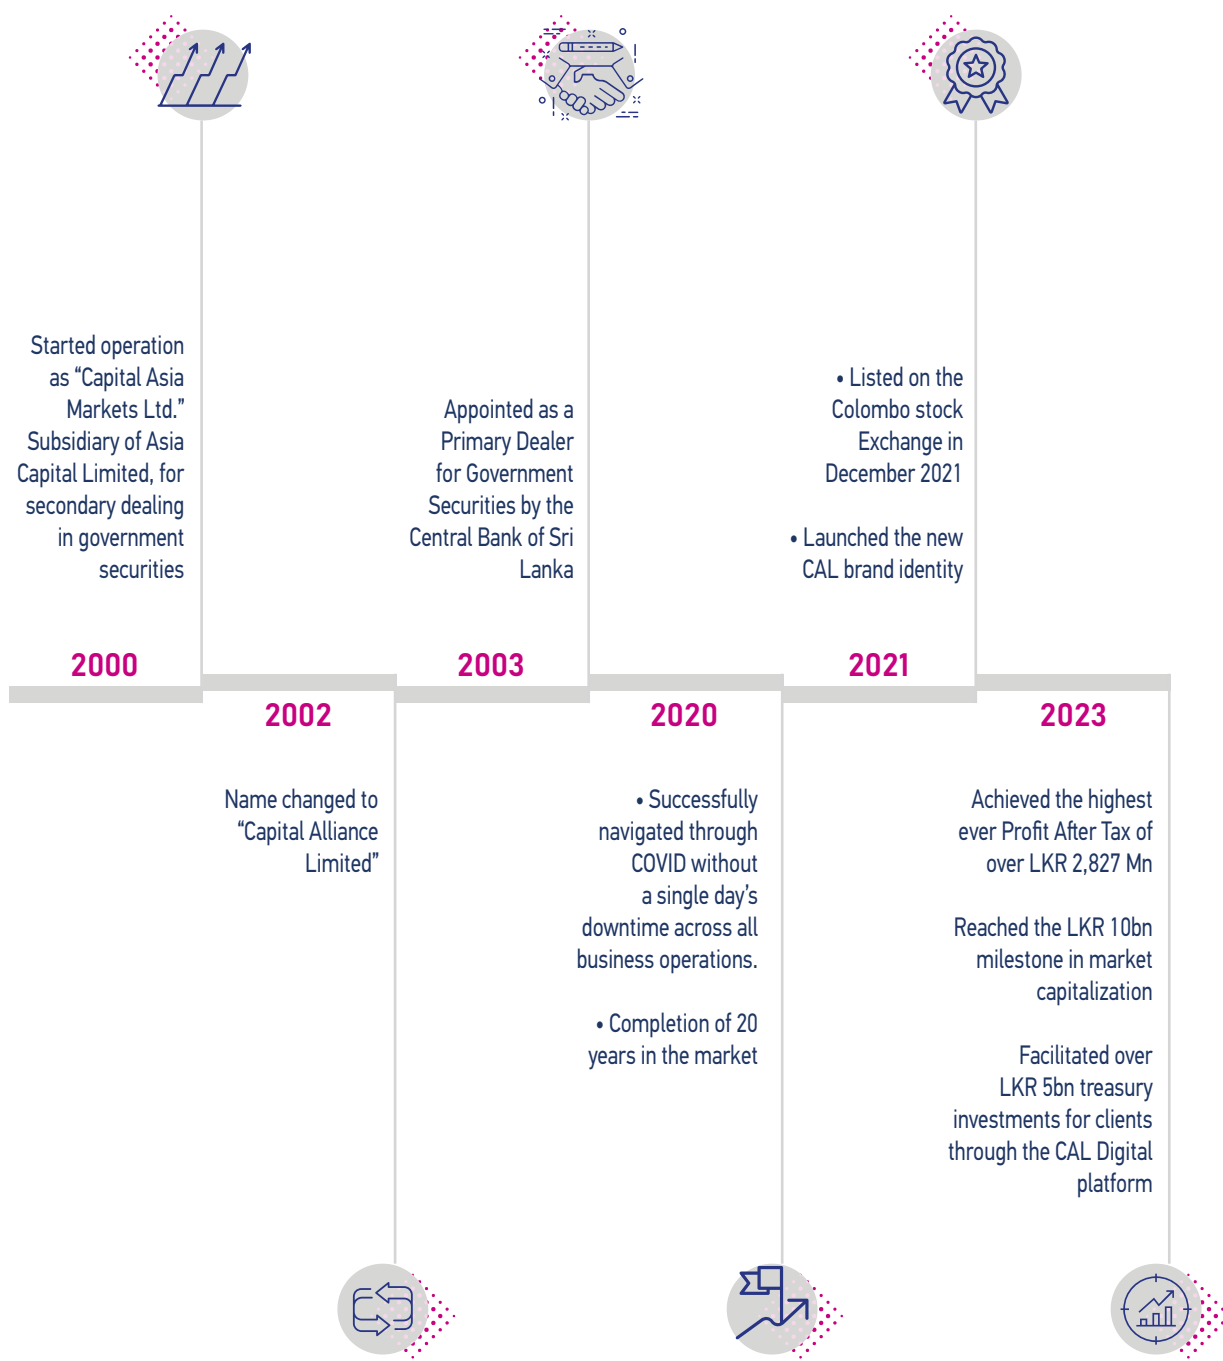 Started operation
as “Capital Asia
Markets Ltd.”
Subsidiary of Asia
Capital Limited, for
secondary dealing
in government
securities
2000
2002
Name changed to
“Capital Alliance
Limited”
Appointed as a
Primary Dealer
for Government
Securities by the
Central Bank of Sri
Lanka
2003
2020
• Successfully
navigated through
COVID without
a single day’s
downtime across all
business operations.
• Completion of 20
years in the market
• Listed on the
Colombo stock
Exchange in
December 2021
• Launched the new
CAL brand identity
2021
2023
Achieved the highest
ever Profit After Tax of
over LKR 2,827 Mn
Reached the LKR 10bn
milestone in market
capitalization
Facilitated over
LKR 5bn treasury
investments for clients
through the CAL Digital
platform